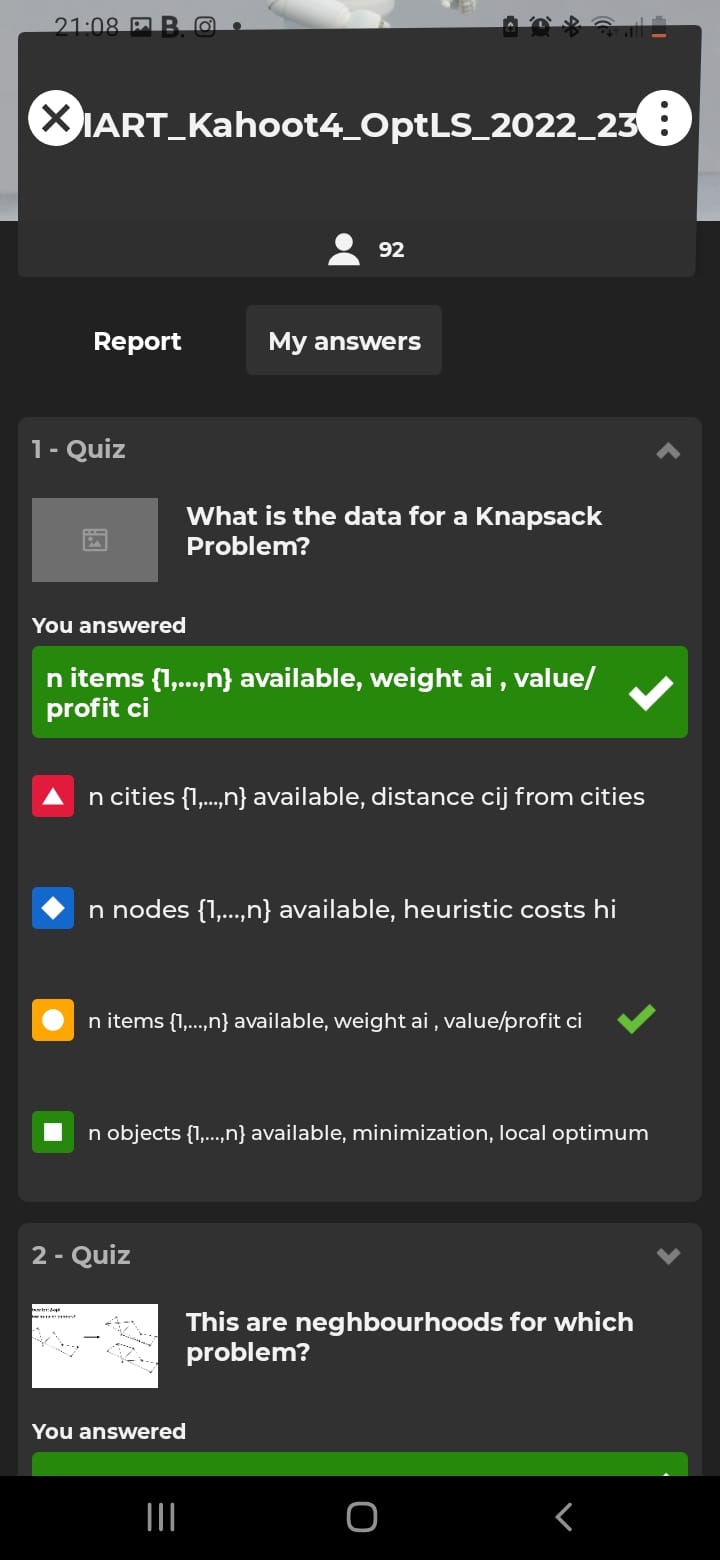 21:08 B.
IART_Kahoot4_OptLS_2022_23
92
Report My answers
1 - Quiz
What is the data for a Knapsack
Problem?
You answered
n items {1,...,n} available, weight ai , value/
profit ci
n cities {1,...,n} available, distance cij from cities
n nodes {1,...,n} available, heuristic costs hi
n items {1,...,n} available, weight ai , value/profit ci
n objects {1,...,n} available, minimization, local optimum
2 - Quiz
This are neghbourhoods for which
problem?
You answered